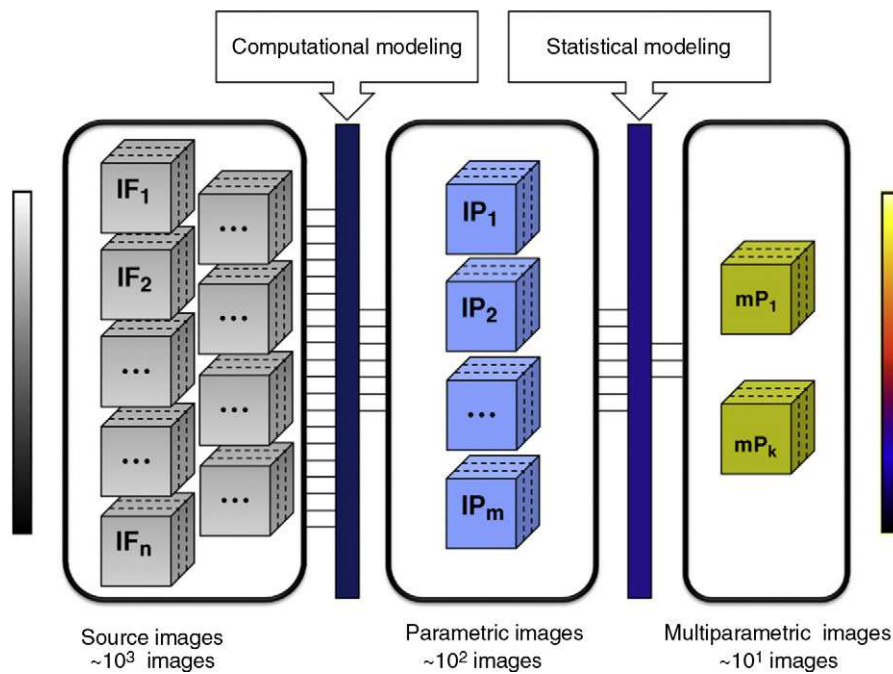 Computational modeling
Statistical modeling
IF1
...
IF2
...
...
...
...
...
IFn
IP1
IP2
...
IPm
mP1
mPk
Source images
~10³ images
Parametric images
~10² images
Multiparametric images
~10¹ images